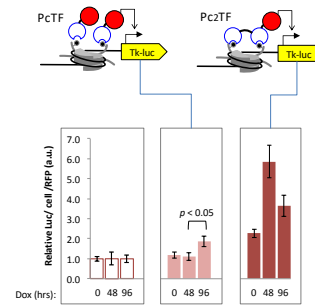 PcTF
Pc2TF
Tk-luc
Tk-luc
Relative Luc/ cell /RFP (a.u.)
7.0
6.0
5.0
4.0
3.0
2.0
1.0
0.0
p < 0.05
Dox (hrs): 0 48 96 0 48 96 0 48 96